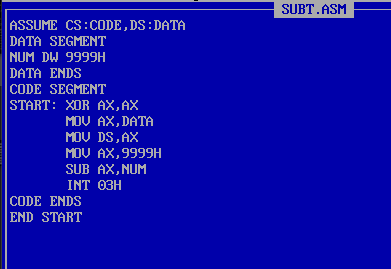 SUBT.ASM
ASSUME CS:CODE,DS:DATA
DATA SEGMENT
NUM DW 9999H
DATA ENDS
CODE SEGMENT
START: XOR AX,AX
       MOV AX,DATA
       MOV DS,AX
       MOV AX,9999H
       SUB AX,NUM
       INT 03H
CODE ENDS
END START